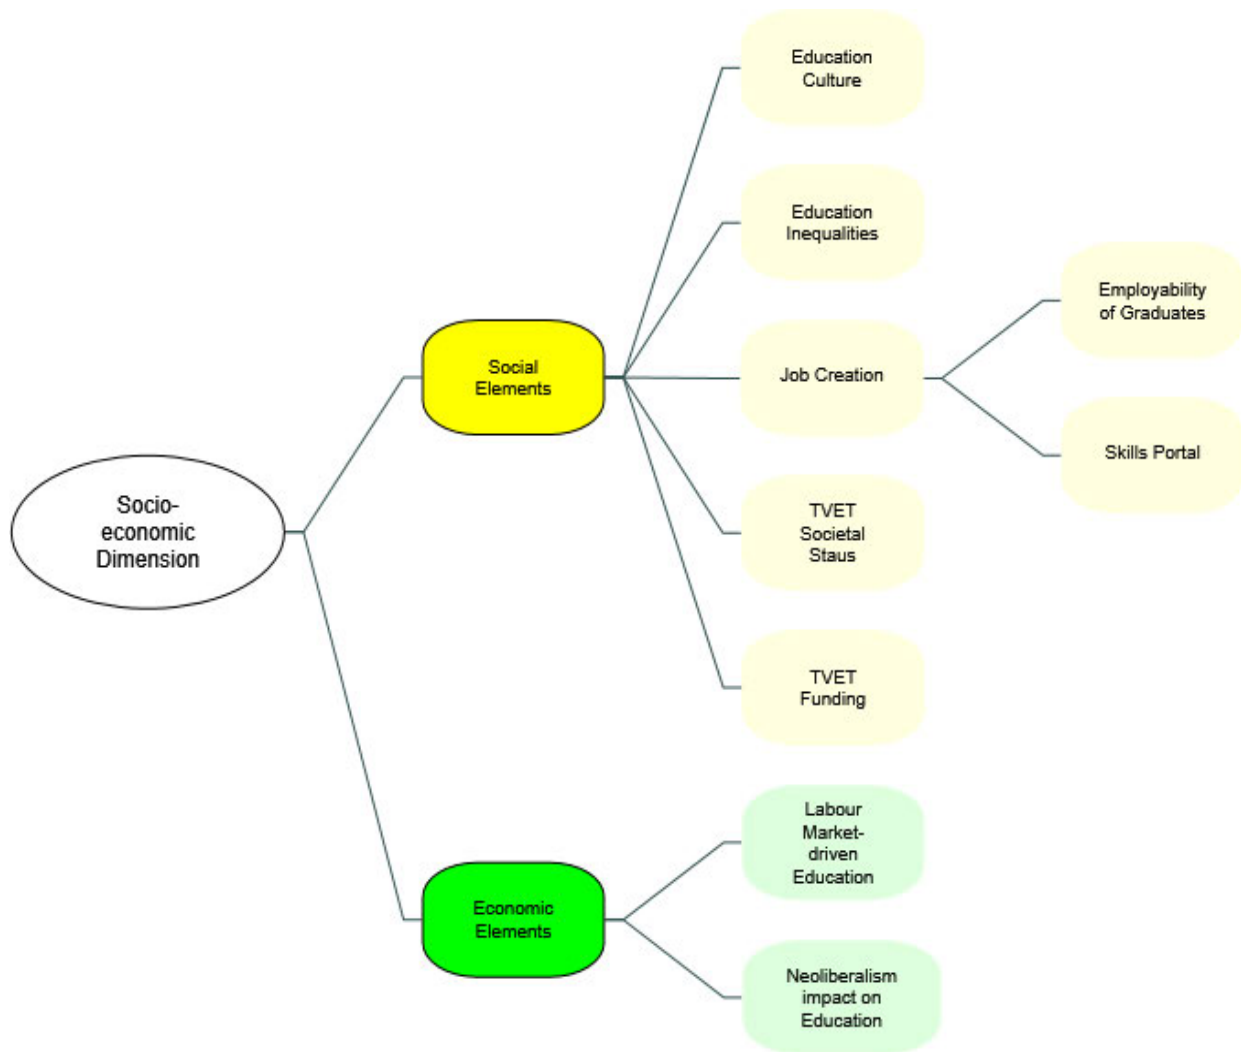 Socio-
economic
Dimension
Social
Elements
Education
Culture
Education
Inequalities
Job Creation
Employability
of Graduates
Skills Portal
TVET
Societal
Staus
TVET
Funding
Economic
Elements
Labour
Market-
driven
Education
Neoliberalism
impact on
Education